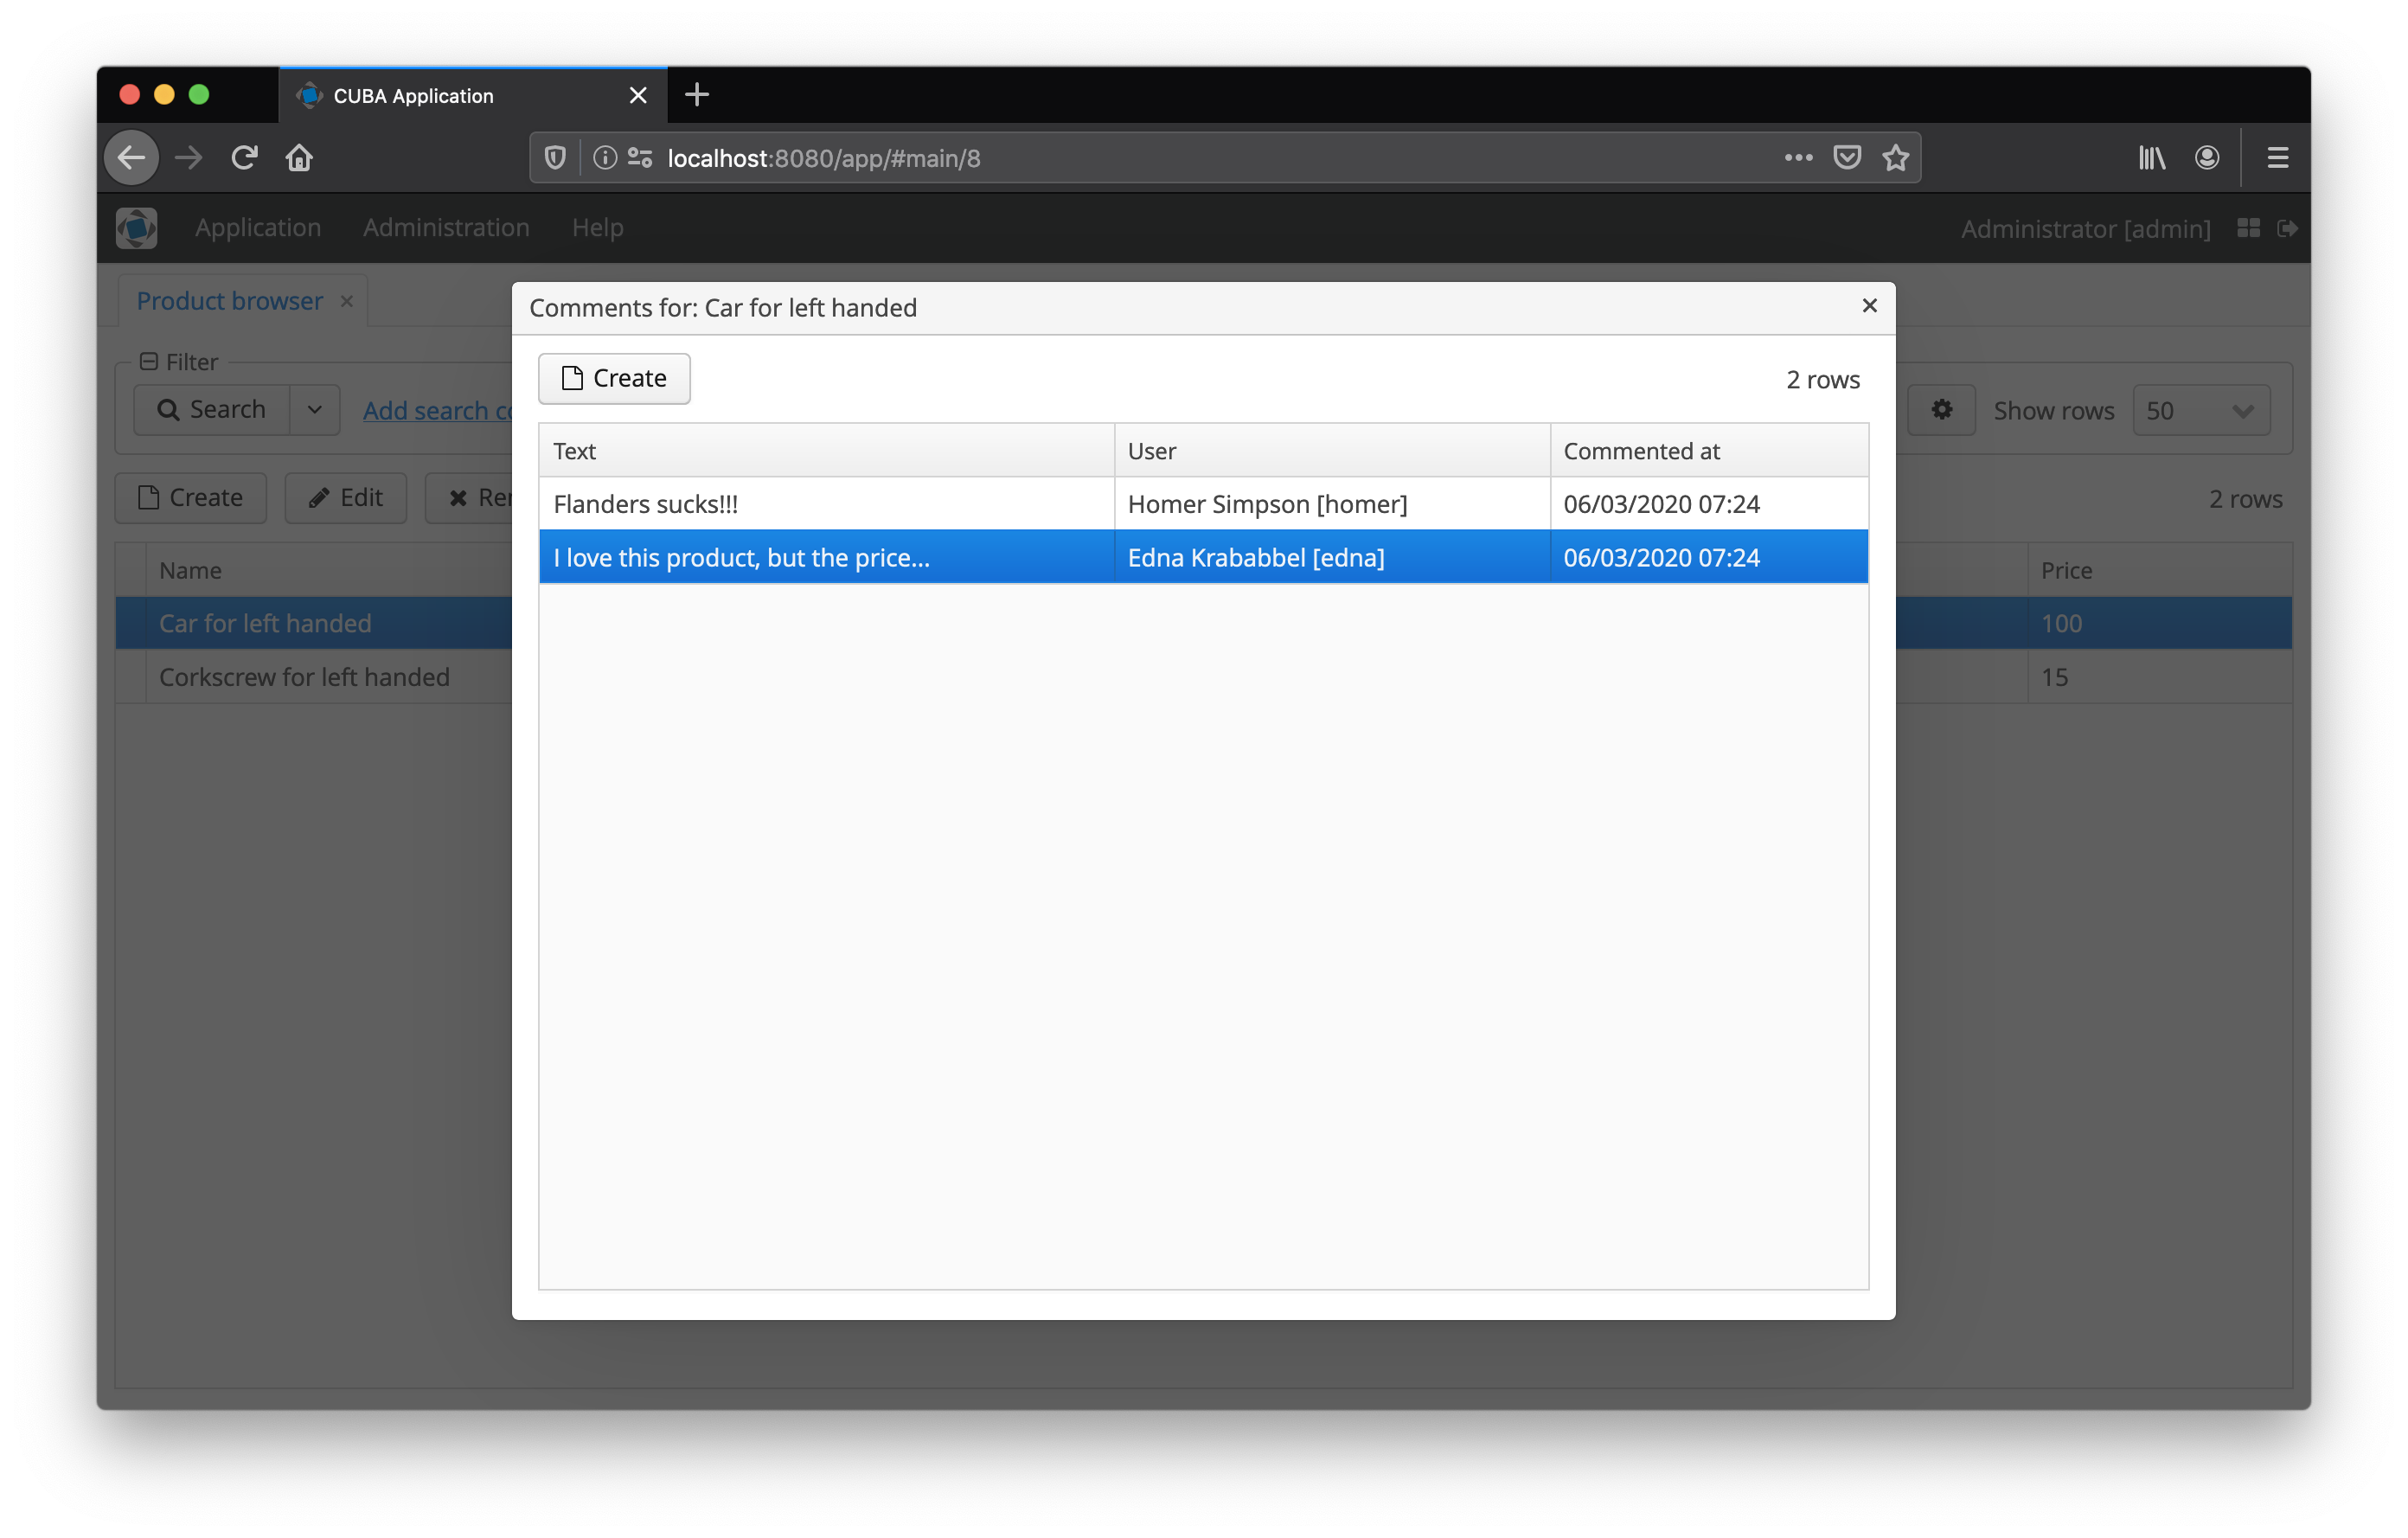 CUBA Application
localhost:8080/app/#main/8
Application Administration Help Administrator [admin]
Product browser
Comments for: Car for left handed
Filter
Create 2 rows
Search Add search Show rows 50
Text User Commented at
Create Edit 2 rows
Flanders sucks!!! Homer Simpson [homer] 06/03/2020 07:24
I love this product, but the price... Edna Krababbel [edna] 06/03/2020 07:24
Name Price
Car for left handed 100
Corkscrew for left handed 15